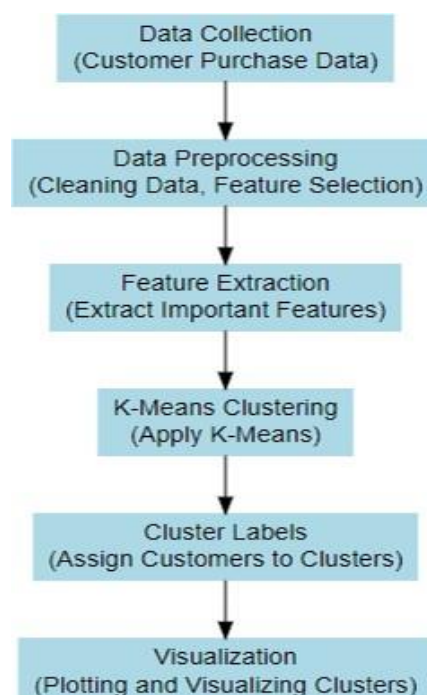 Data Collection
(Customer Purchase Data)
Data Preprocessing
(Cleaning Data, Feature Selection)
Feature Extraction
(Extract Important Features)
K-Means Clustering
(Apply K-Means)
Cluster Labels
(Assign Customers to Clusters)
Visualization
(Plotting and Visualizing Clusters)